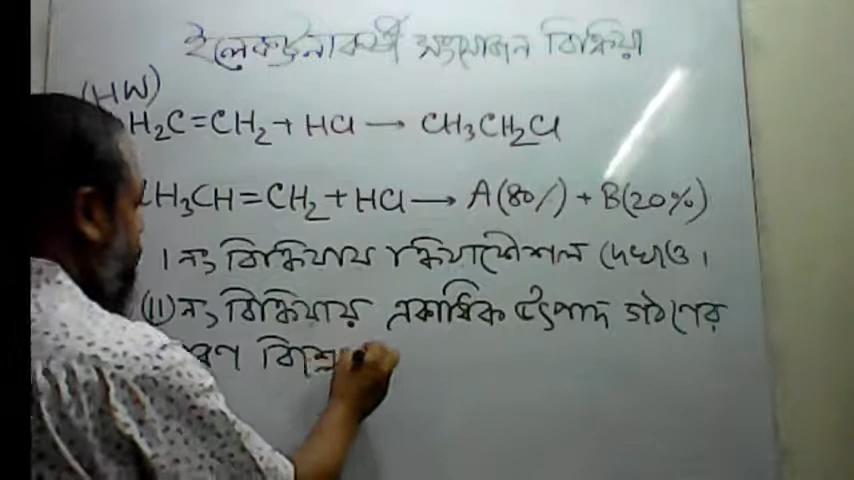 ইলেকট্রনাকর্ষী সংযোজন বিক্রিয়া
(HW)
H₂C=CH₂ + HCl → CH₃CH₂Cl
CH₃CH=CH₂ + HCl → A(80%) + B(20%)
। নং বিক্রিয়ায় ক্রিয়াকৌশল দেখাও।
(ii) নং বিক্রিয়ায় একাধিক উৎপাদ গঠনের